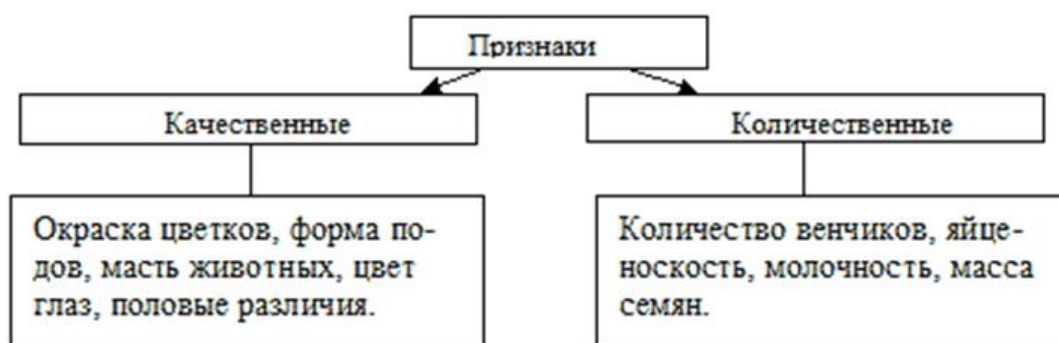 Признаки
Качественные
Количественные
Окраска цветков, форма по-
дов, масть животных, цвет
глаз, половые различия.
Количество венчиков, яйце-
носкость, молочность, масса
семян.